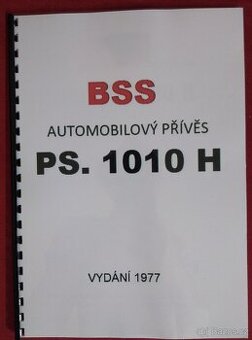 BSS
AUTOMOBILOVÝ PŘÍVĚS
PS. 1010 H
VYDÁNÍ 1977